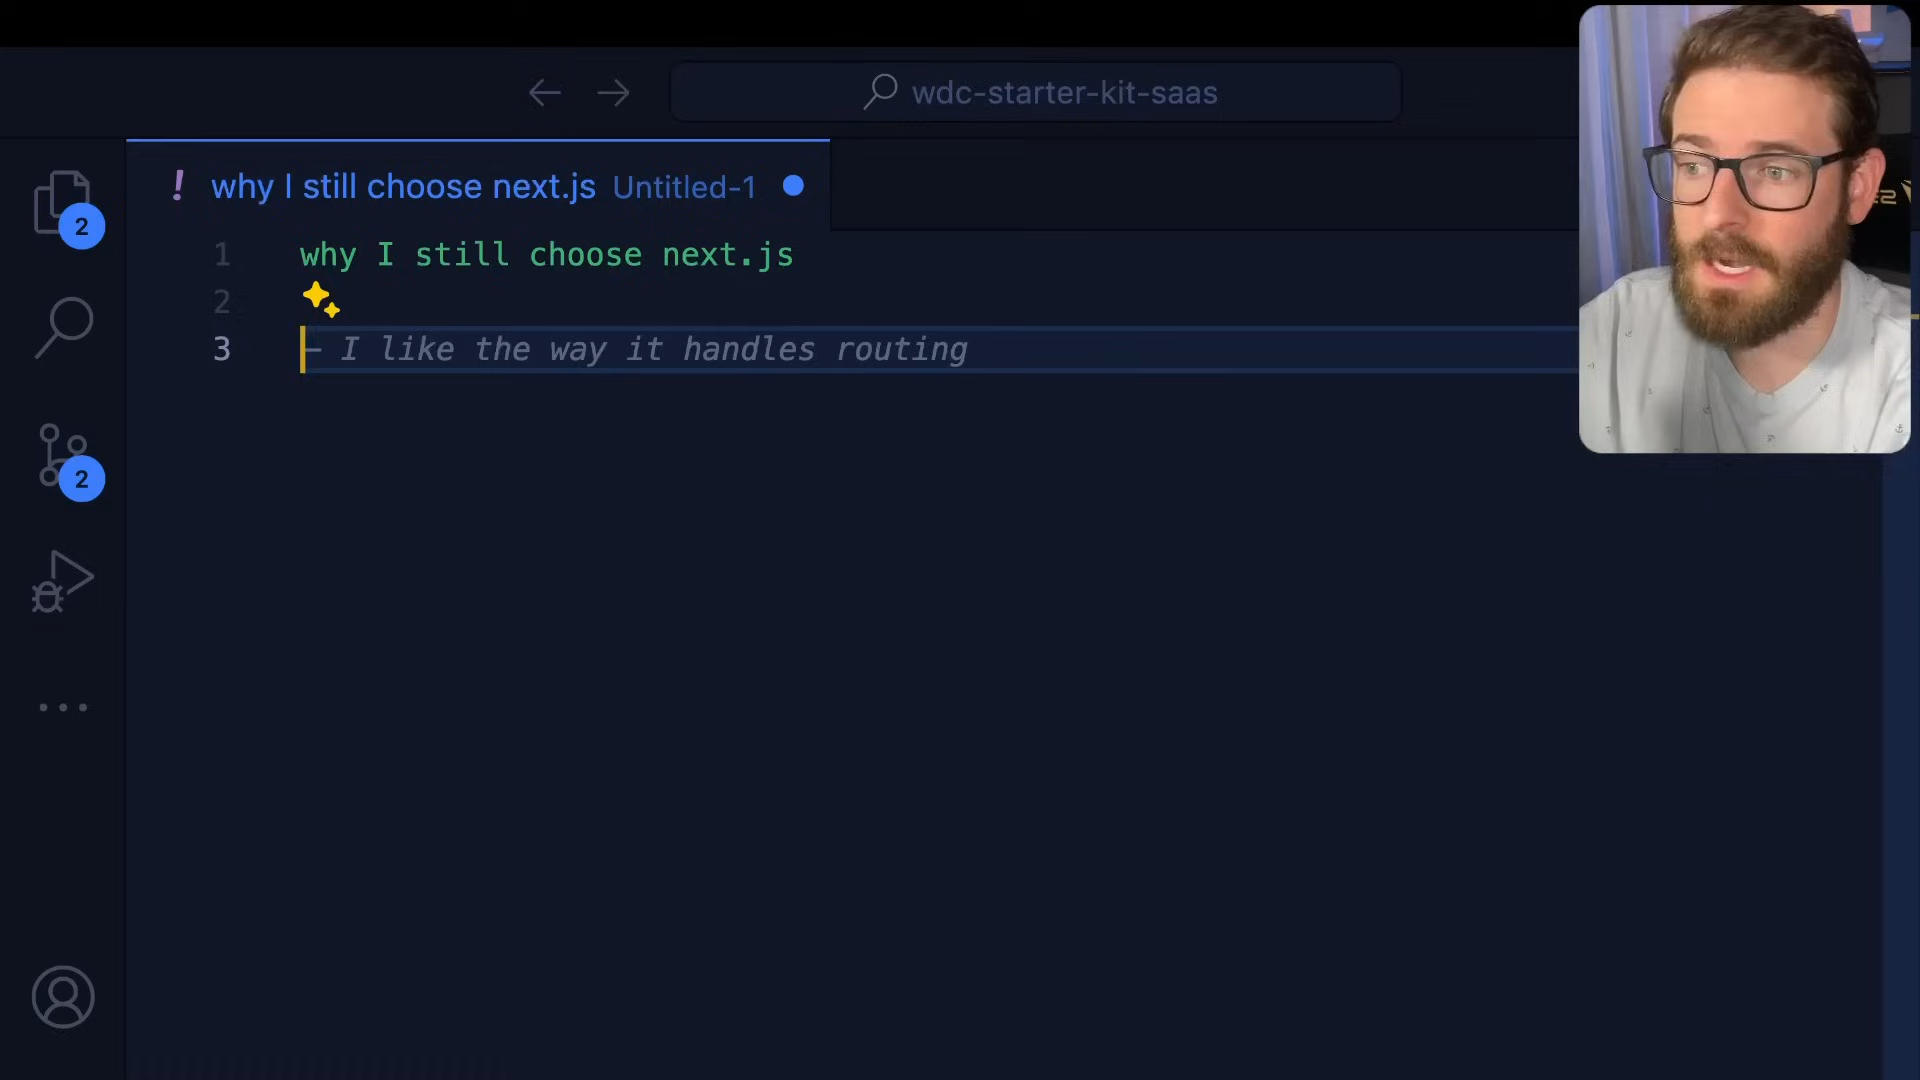 wdc-starter-kit-saas
! why I still choose next.js Untitled-1
2
1 why I still choose next.js
2
3 - I like the way it handles routing
2